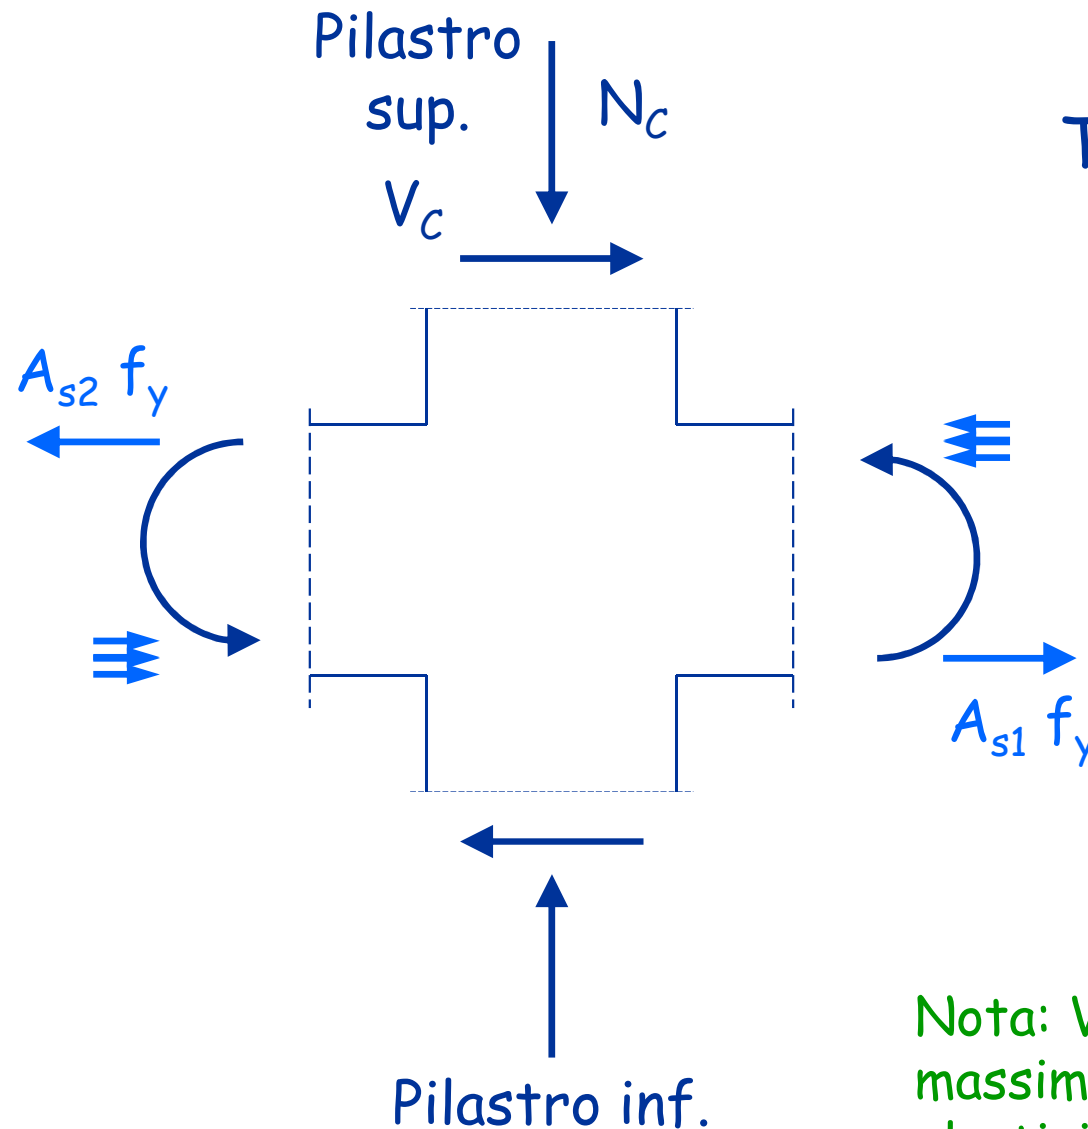 Pilastro
sup.
N_C
V_C
A_s2 f_y
A_s1 f_y
Nota:
Pilastro inf.